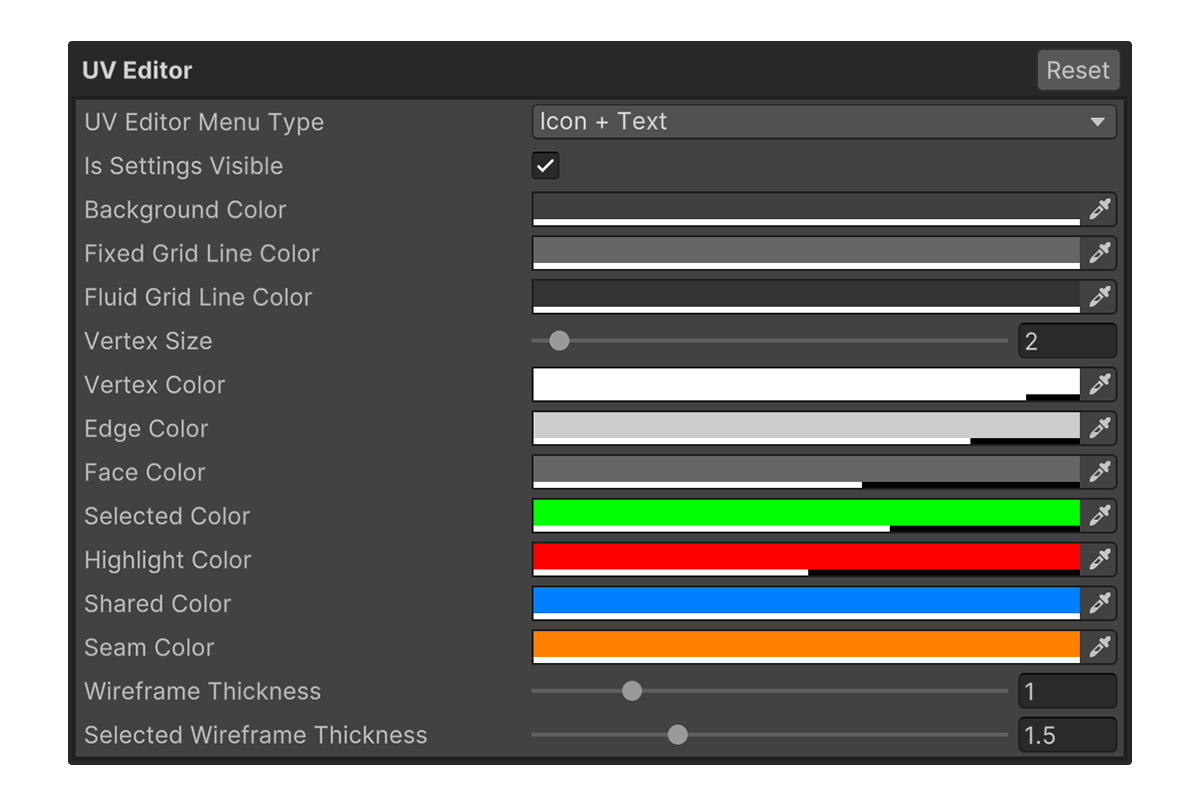 UV Editor
Reset
UV Editor Menu Type
Icon + Text
Is Settings Visible
Background Color
Fixed Grid Line Color
Fluid Grid Line Color
Vertex Size
2
Vertex Color
Edge Color
Face Color
Selected Color
Highlight Color
Shared Color
Seam Color
Wireframe Thickness
1
Selected Wireframe Thickness
1.5